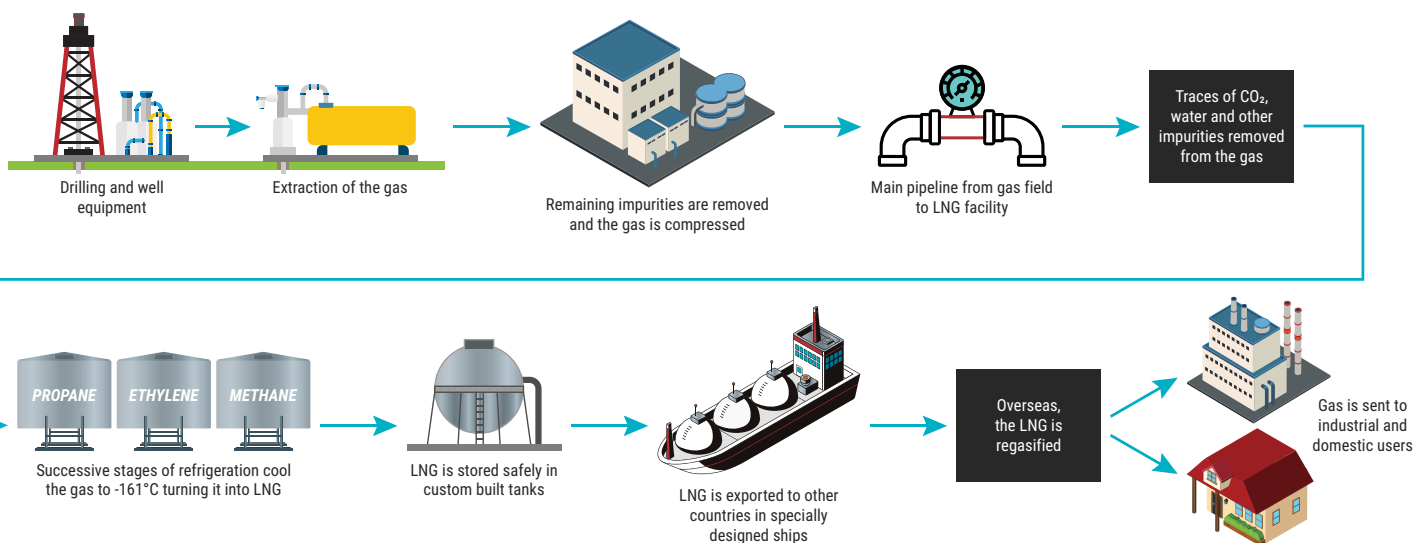 Drilling and well
equipment
Extraction of the gas
Remaining impurities are removed
and the gas is compressed
Main pipeline from gas field
to LNG facility
Traces of CO₂,
water and other
impurities removed
from the gas
PROPANE
ETHYLENE
METHANE
Successive stages of refrigeration cool
the gas to -161°C turning it into LNG
LNG is stored safely in
custom built tanks
LNG is exported to other
countries in specially
designed ships
Overseas,
the LNG is
regasified
Gas is sent to
industrial and
domestic users